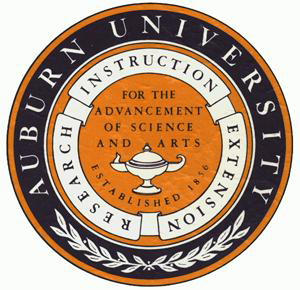 AUBURN UNIVERSITY
RESEARCH
INSTRUCTION
EXTENSION
FOR THE
ADVANCEMENT
OF SCIENCE
AND ARTS
ESTABLISHED 1856